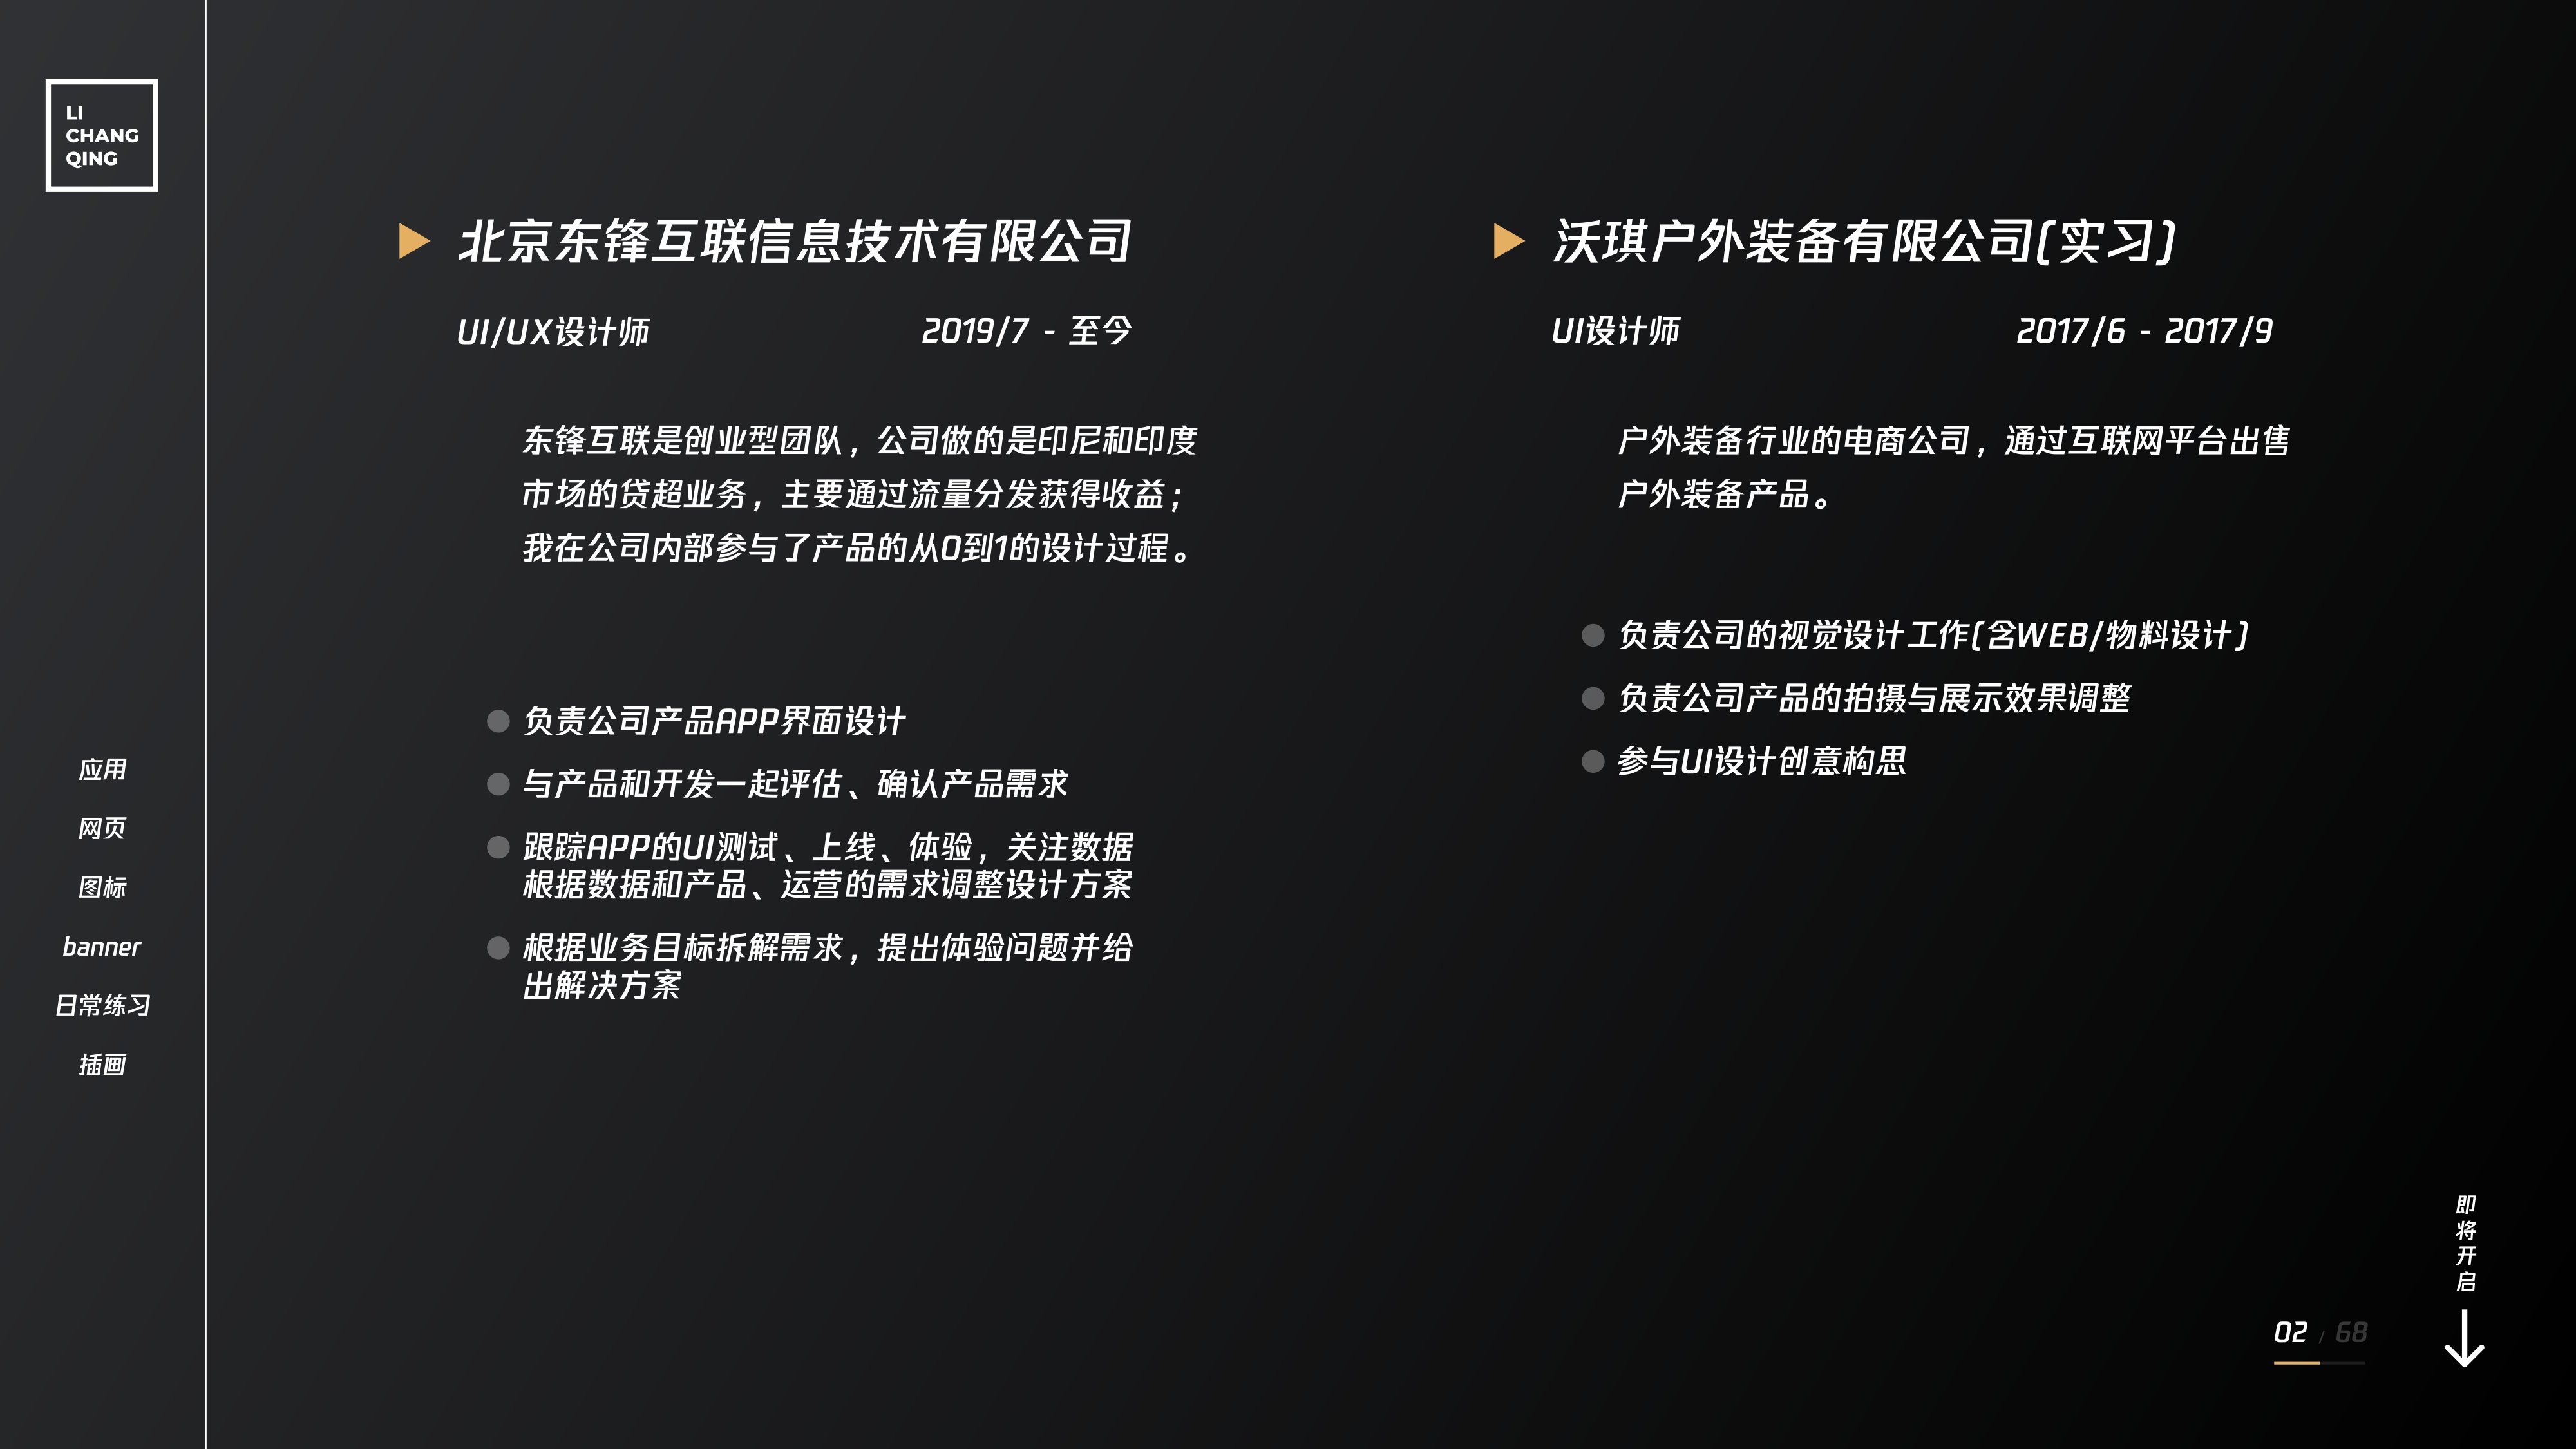 LI
CHANG
QING
应用
网页
图标
banner
日常练习
插画
北京东锋互联信息技术有限公司
UI/UX设计师 2019/7 - 至今
东锋互联是创业型团队，公司做的是印尼和印度
市场的贷超业务，主要通过流量分发获得收益；
我在公司内部参与了产品的从0到1的设计过程。
负责公司产品APP界面设计
与产品和开发一起评估、确认产品需求
跟踪APP的UI测试、上线、体验，关注数据
根据数据和产品、运营的需求调整设计方案
根据业务目标拆解需求，提出体验问题并给
出解决方案
沃琪户外装备有限公司(实习)
UI设计师 2017/6 - 2017/9
户外装备行业的电商公司，通过互联网平台出售
户外装备产品。
负责公司的视觉设计工作(含WEB/物料设计)
负责公司产品的拍摄与展示效果调整
参与UI设计创意构思
即将开启
02 / 68